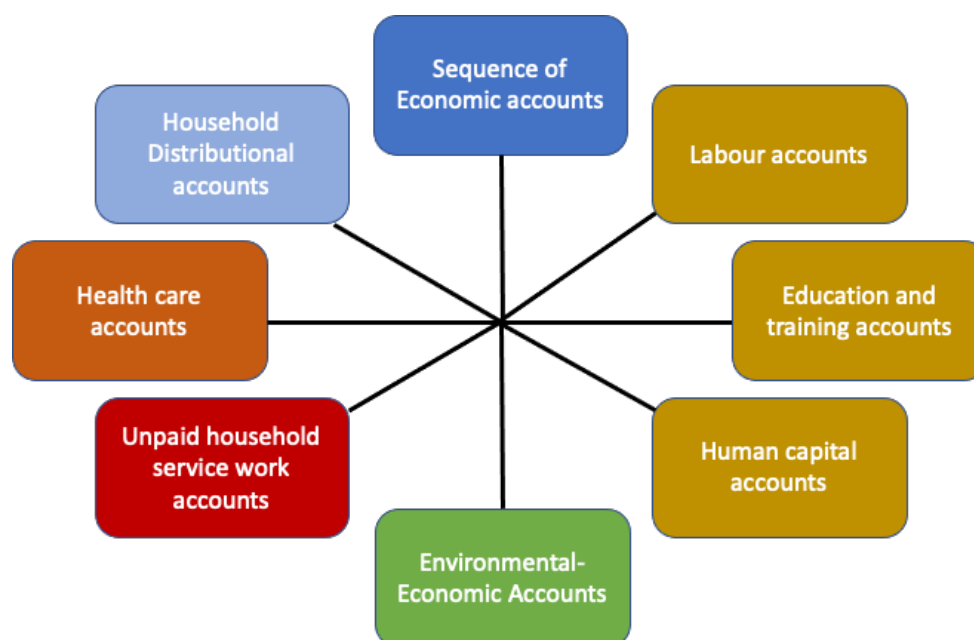 Sequence of
Economic accounts
Household
Distributional
accounts
Labour accounts
Health care
accounts
Education and
training accounts
Unpaid household
service work
accounts
Human capital
accounts
Environmental-
Economic Accounts